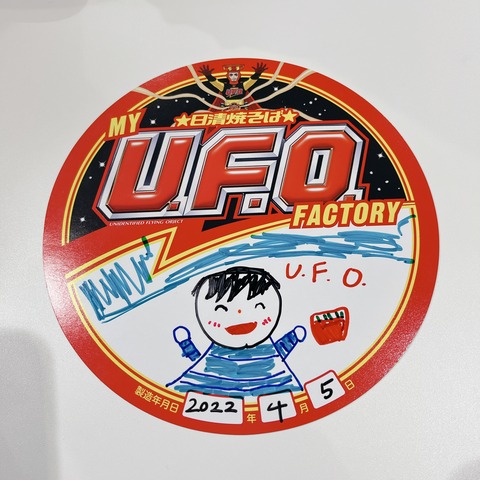 MY
★日清焼そば★
U.F.O.
UNIDENTIFIED FLYING OBJECT
FACTORY
U.F.O.
製造年月日 2022 年 4 月 5 日